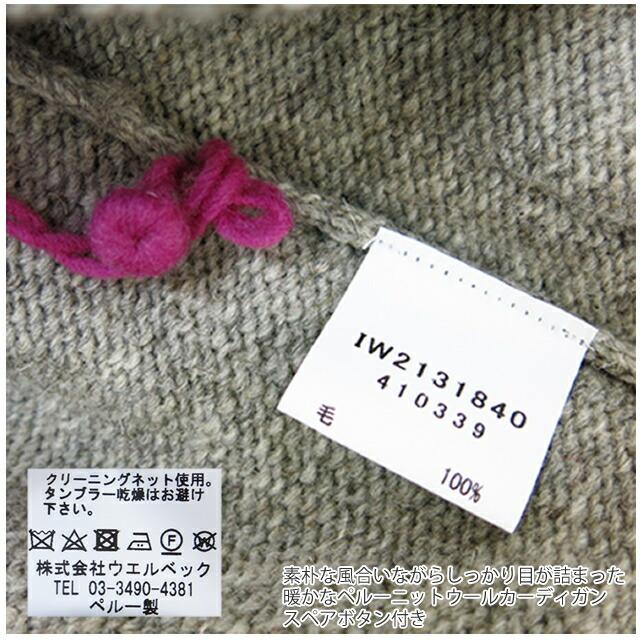 IW2131840
410339
毛
100%
クリーニングネット使用。
タンブラー乾燥はお避け
下さい。
株式会社ウエルベック
TEL 03-3490-4381
ペルー製
素朴な風合いながらしっかり目が詰まった
暖かなペルーニットウールカーディガン
スペアボタン付き